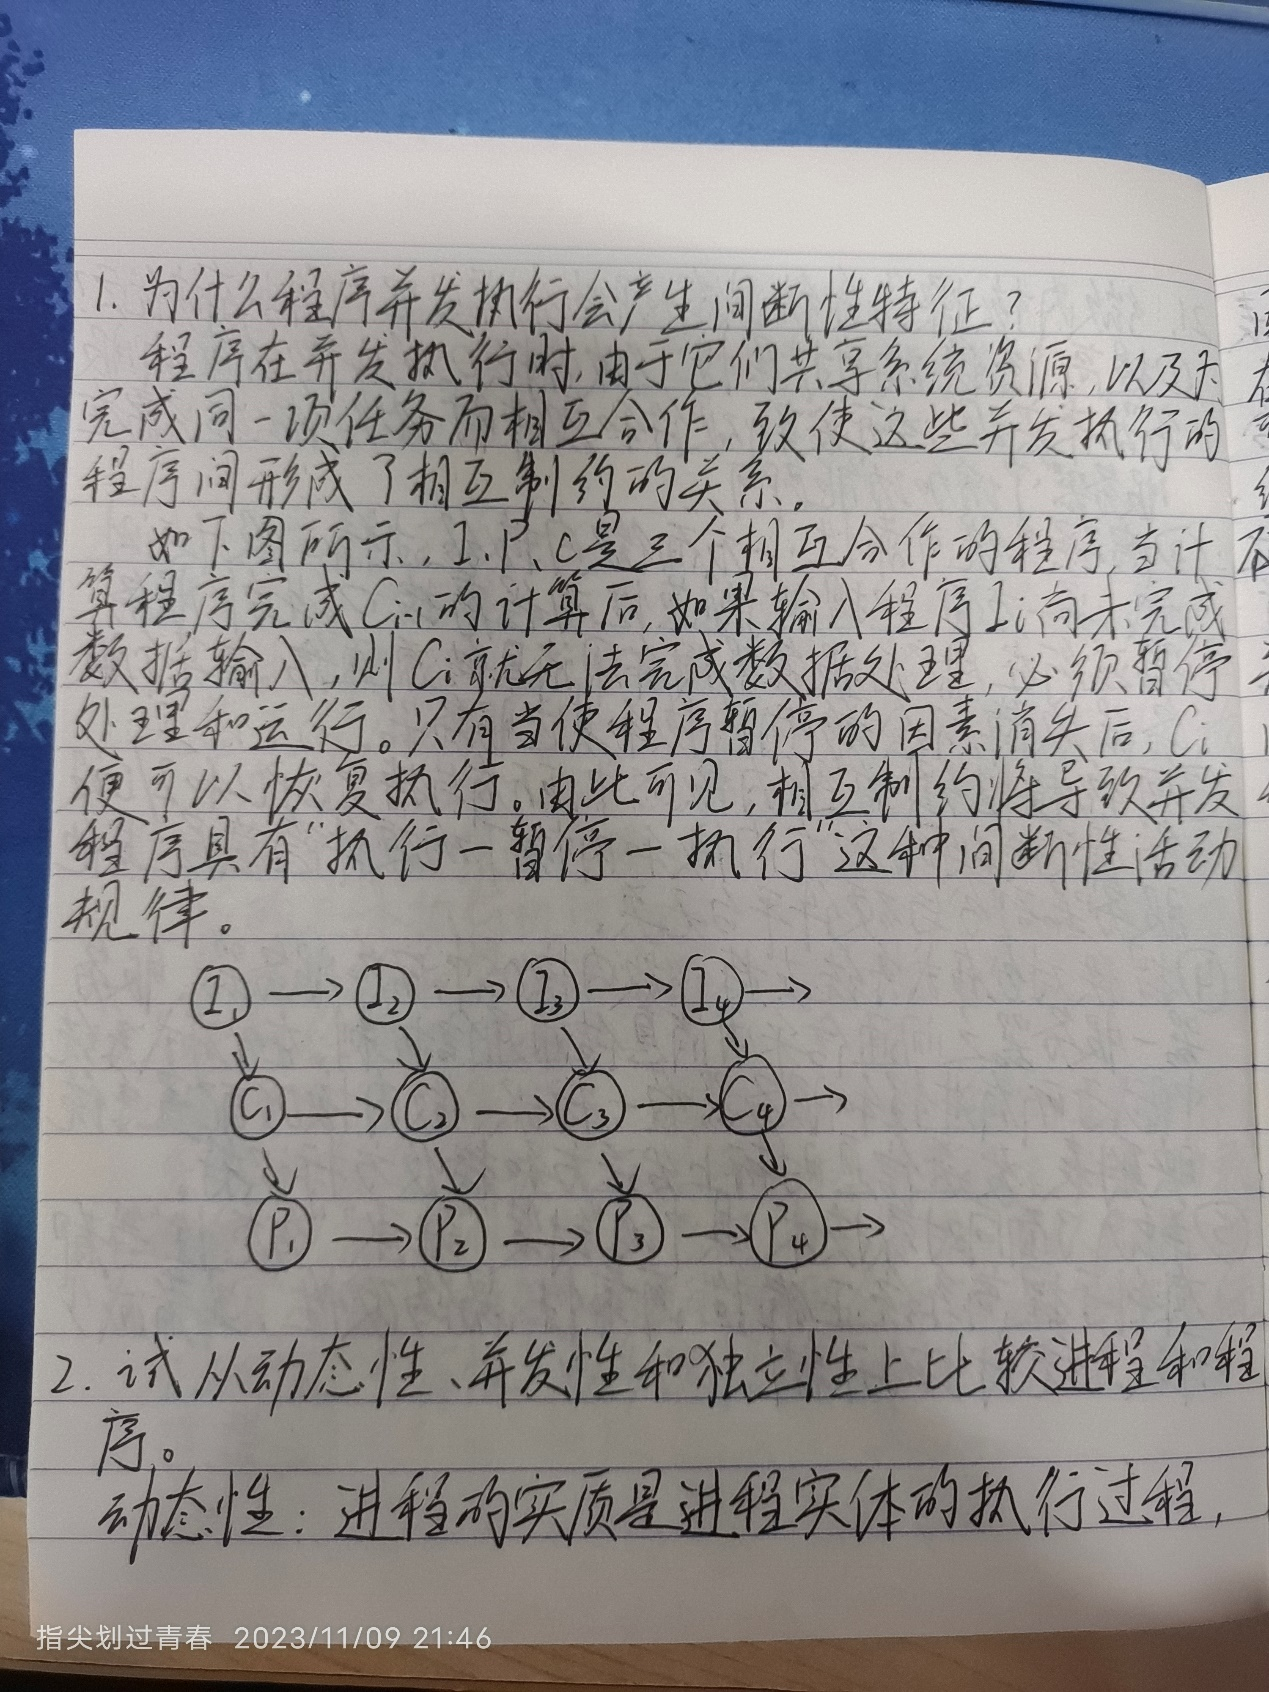 1. 为什么程序并发执行会产生间断性特征？
程序在并发执行时，由于它们共享系统资源，以及为
完成同一项任务而相互合作，致使这些并发执行的
程序间形成了相互制约的关系。
如下图所示，I、P、C是三个相互合作的程序，当计
算程序完成Ci-1的计算后，如果输入程序Ii尚未完成
数据输入，则Ci就无法完成数据处理，必须暂停
处理和运行。只有当使程序暂停的因素消失后，Ci
便可以恢复执行。由此可见，相互制约将导致并发
程序具有“执行—暂停—执行”这种间断性活动
规律。
I1 → I2 → I3 → I4 →
C1 → C2 → C3 → C4 →
P1 → P2 → P3 → P4 →
2. 试从动态性、并发性和独立性上比较进程和程
序。
动态性：进程的实质是进程实体的执行过程，
指尖划过青春 2023/11/09 21:46